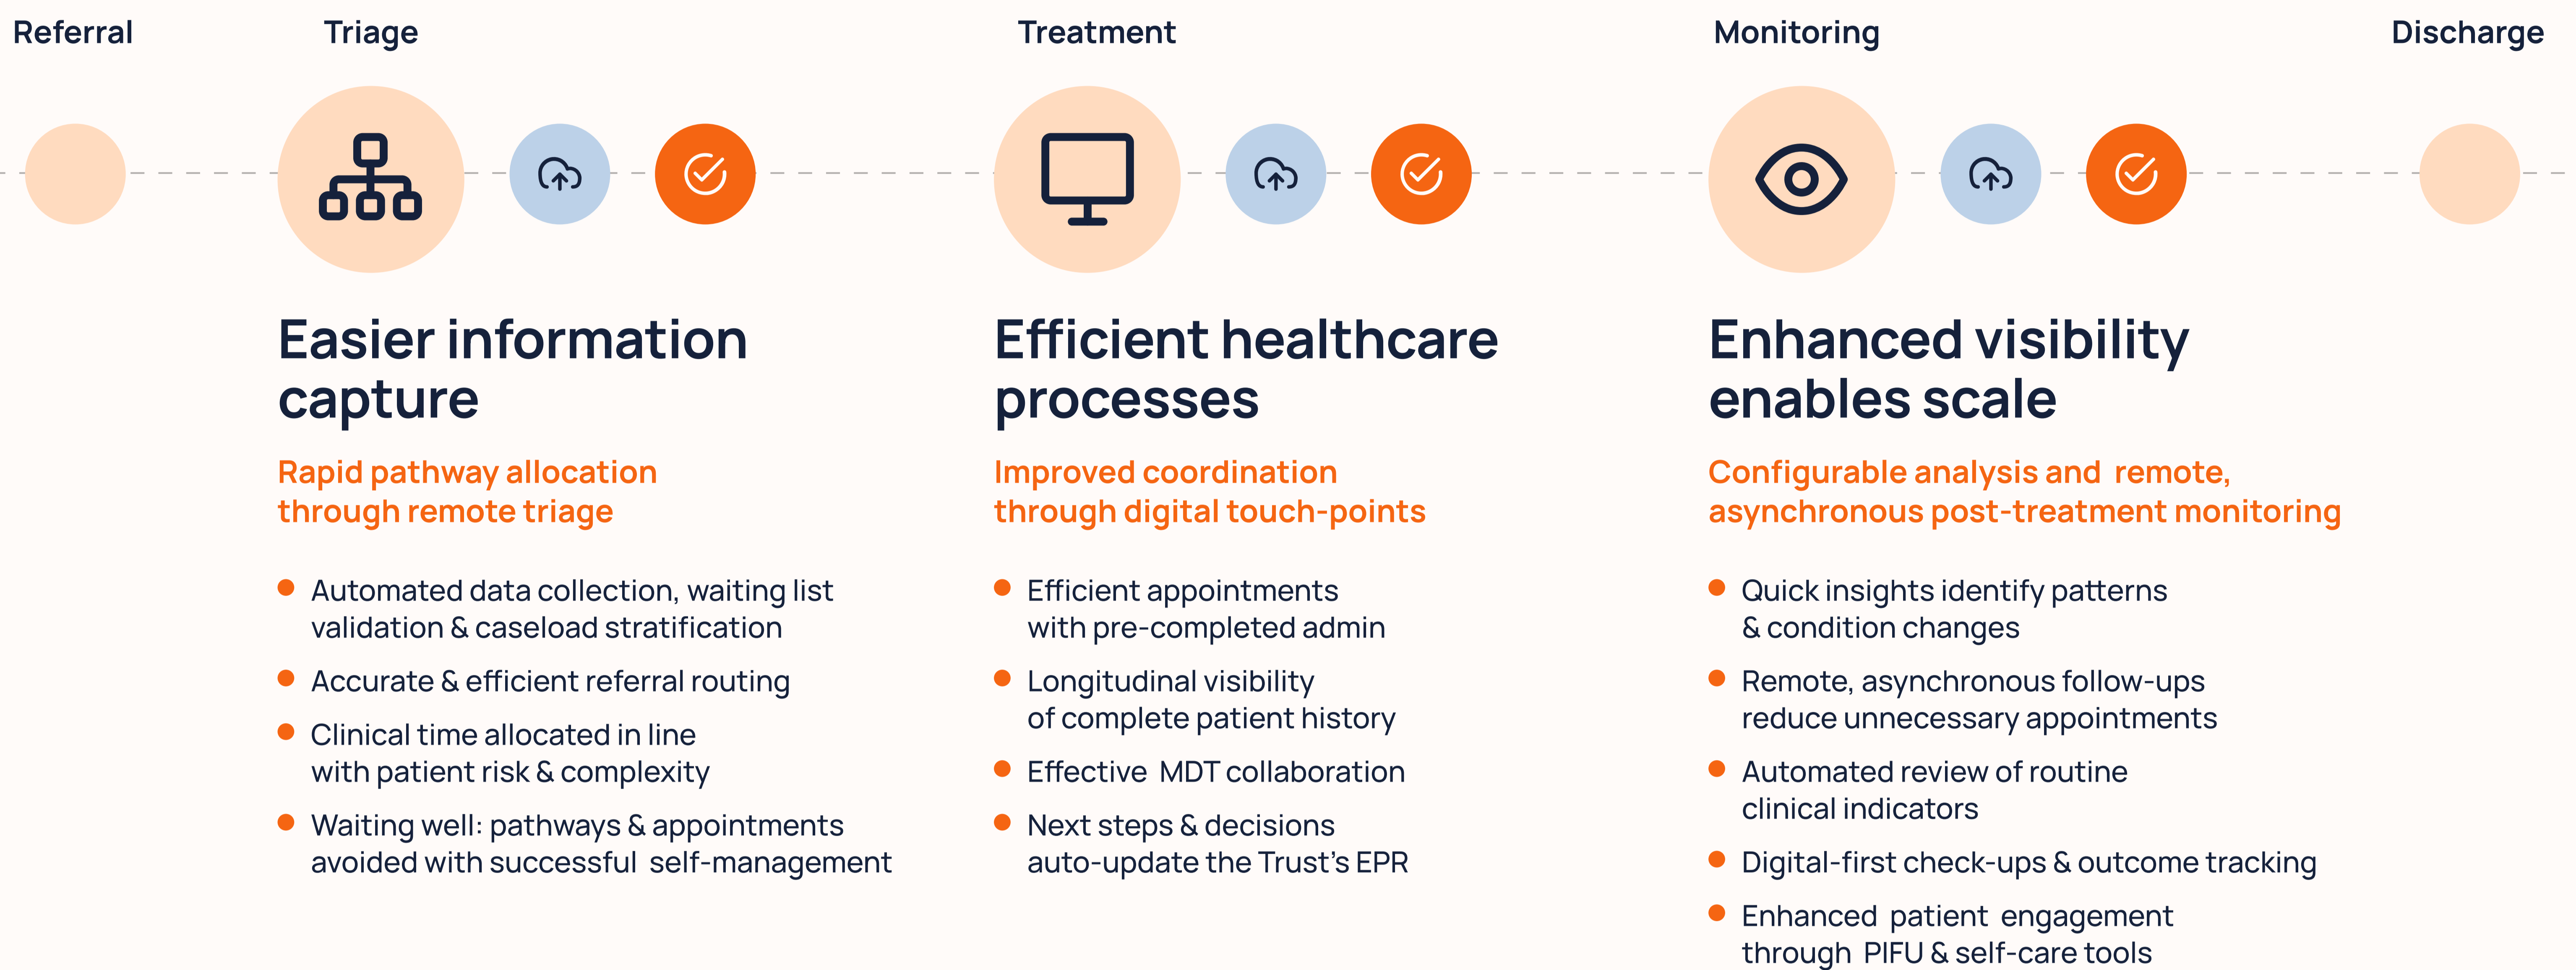 Referral
Triage
Treatment
Monitoring
Discharge
Easier information
capture
Rapid pathway allocation
through remote triage
Automated data collection, waiting list
validation & caseload stratification
Accurate & efficient referral routing
Clinical time allocated in line
with patient risk & complexity
Waiting well: pathways & appointments
avoided with successful self-management
Efficient healthcare
processes
Improved coordination
through digital touch-points
Efficient appointments
with pre-completed admin
Longitudinal visibility
of complete patient history
Effective MDT collaboration
Next steps & decisions
auto-update the Trust’s EPR
Enhanced visibility
enables scale
Configurable analysis and remote,
asynchronous post-treatment monitoring
Quick insights identify patterns
& condition changes
Remote, asynchronous follow-ups
reduce unnecessary appointments
Automated review of routine
clinical indicators
Digital-first check-ups & outcome tracking
Enhanced patient engagement
through PIFU & self-care tools